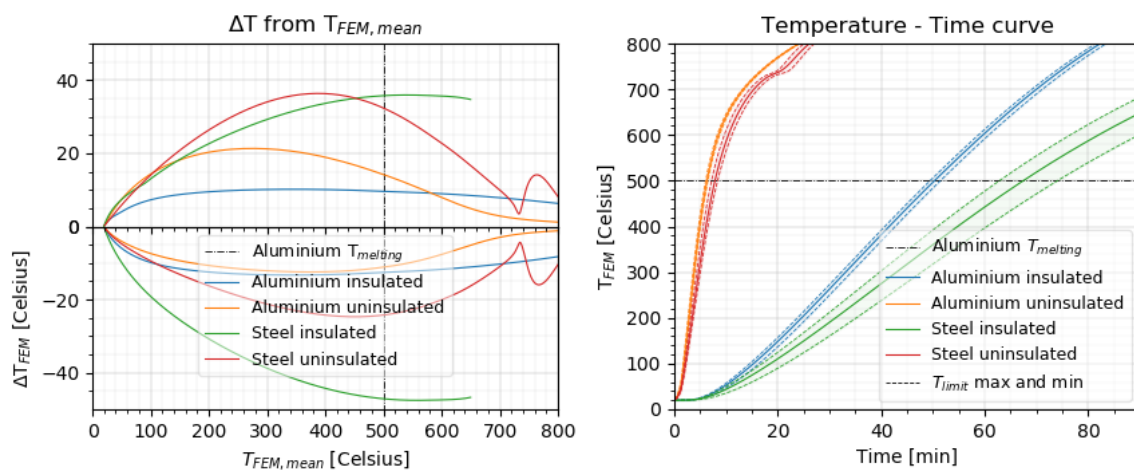 ΔT from T_FEM, mean
40
20
0
0
−20
−40
ΔT_FEM [Celsius]
Aluminium T_melting
Aluminium insulated
Aluminium uninsulated
Steel insulated
Steel uninsulated
0 100 200 300 400 500 600 700 800
T_FEM, mean [Celsius]
Temperature - Time curve
800
700
600
500
400
300
200
100
0
T_FEM [Celsius]
Aluminium T_melting
Aluminium insulated
Aluminium uninsulated
Steel insulated
Steel uninsulated
T_limit max and min
0 20 40 60 80
Time [min]